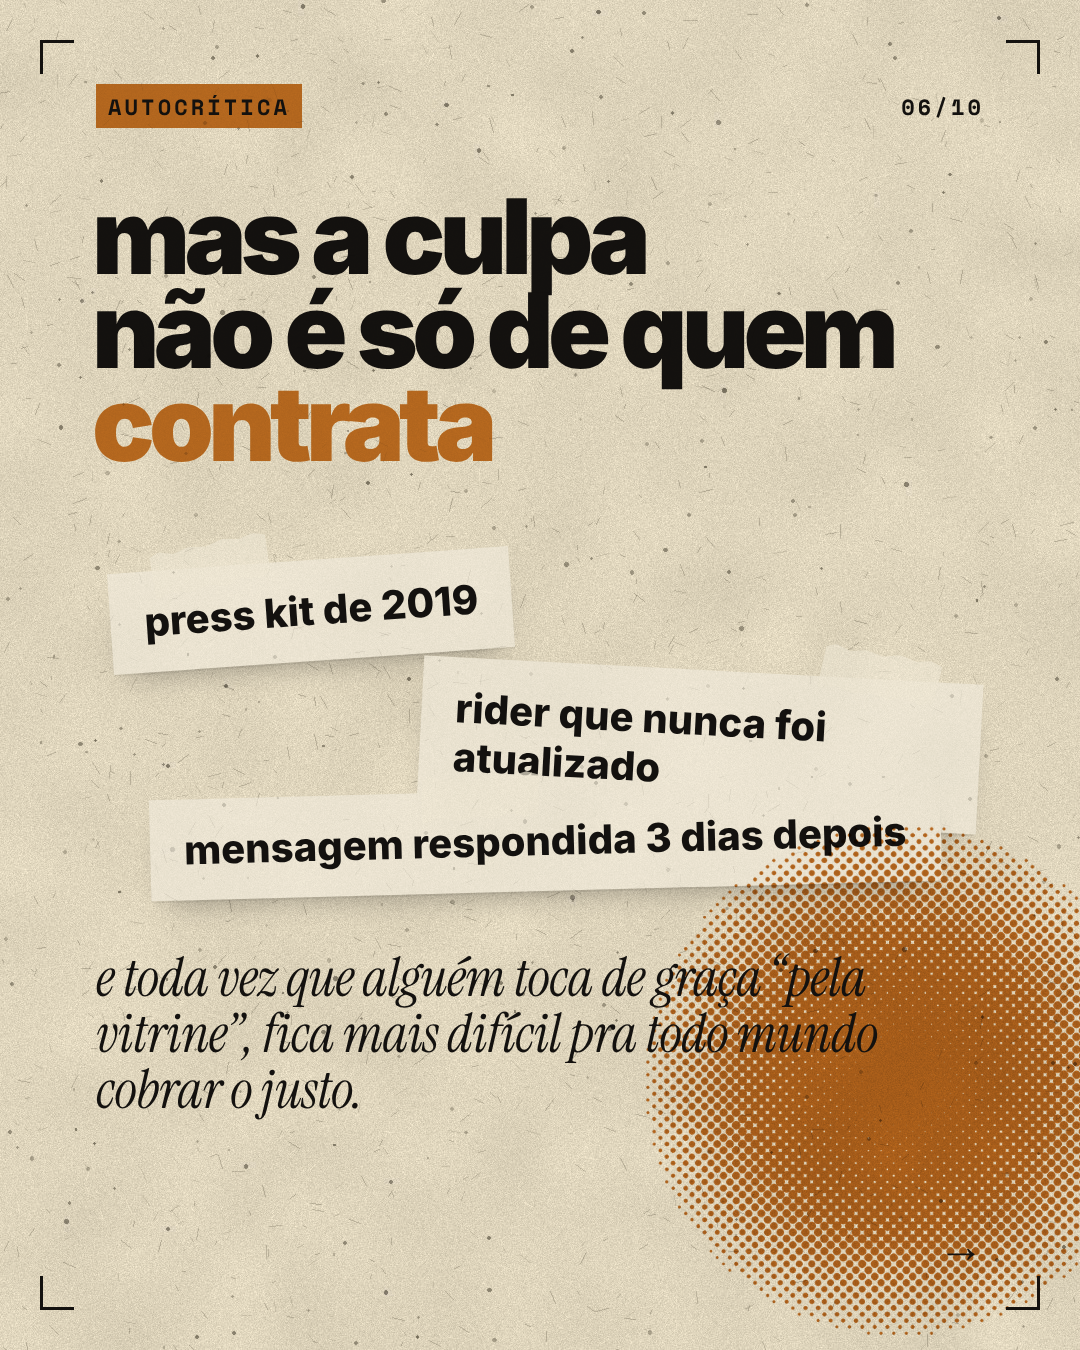 AUTOCRÍTICA
06/10
mas a culpa
não é só de quem
contrata
press kit de 2019
rider que nunca foi
atualizado
mensagem respondida 3 dias depois
e toda vez que alguém toca de graça “pela
vitrine”, fica mais difícil pra todo mundo
cobrar o justo.
→